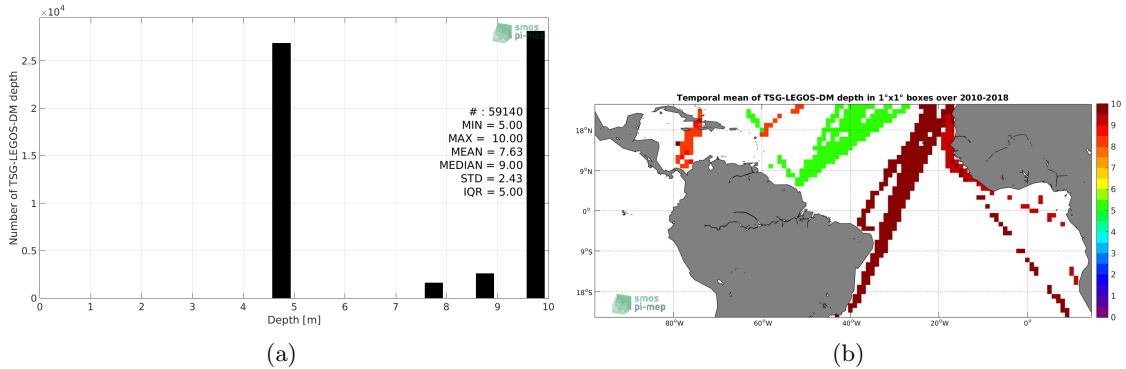 ×10⁴
2.5
2
1.5
1
0.5
0
0 1 2 3 4 5 6 7 8 9 10
Number of TSG-LEGOS-DM depth
Depth [m]
smos
pi-mep
# : 59140
MIN = 5.00
MAX = 10.00
MEAN = 7.63
MEDIAN = 9.00
STD = 2.43
IQR = 5.00
(a)
Temporal mean of TSG-LEGOS-DM depth in 1°x1° boxes over 2010-2018
18°N
9°N
0°
9°S
18°S
80°W 60°W 40°W 20°W 0°
smos
pi-mep
10
9
8
7
6
5
4
3
2
1
0
(b)